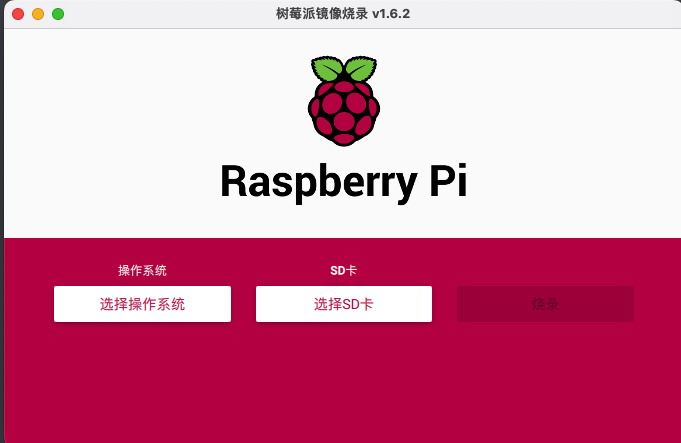 树莓派镜像烧录 v1.6.2
Raspberry Pi
操作系统
SD卡
选择操作系统
选择SD卡
烧录